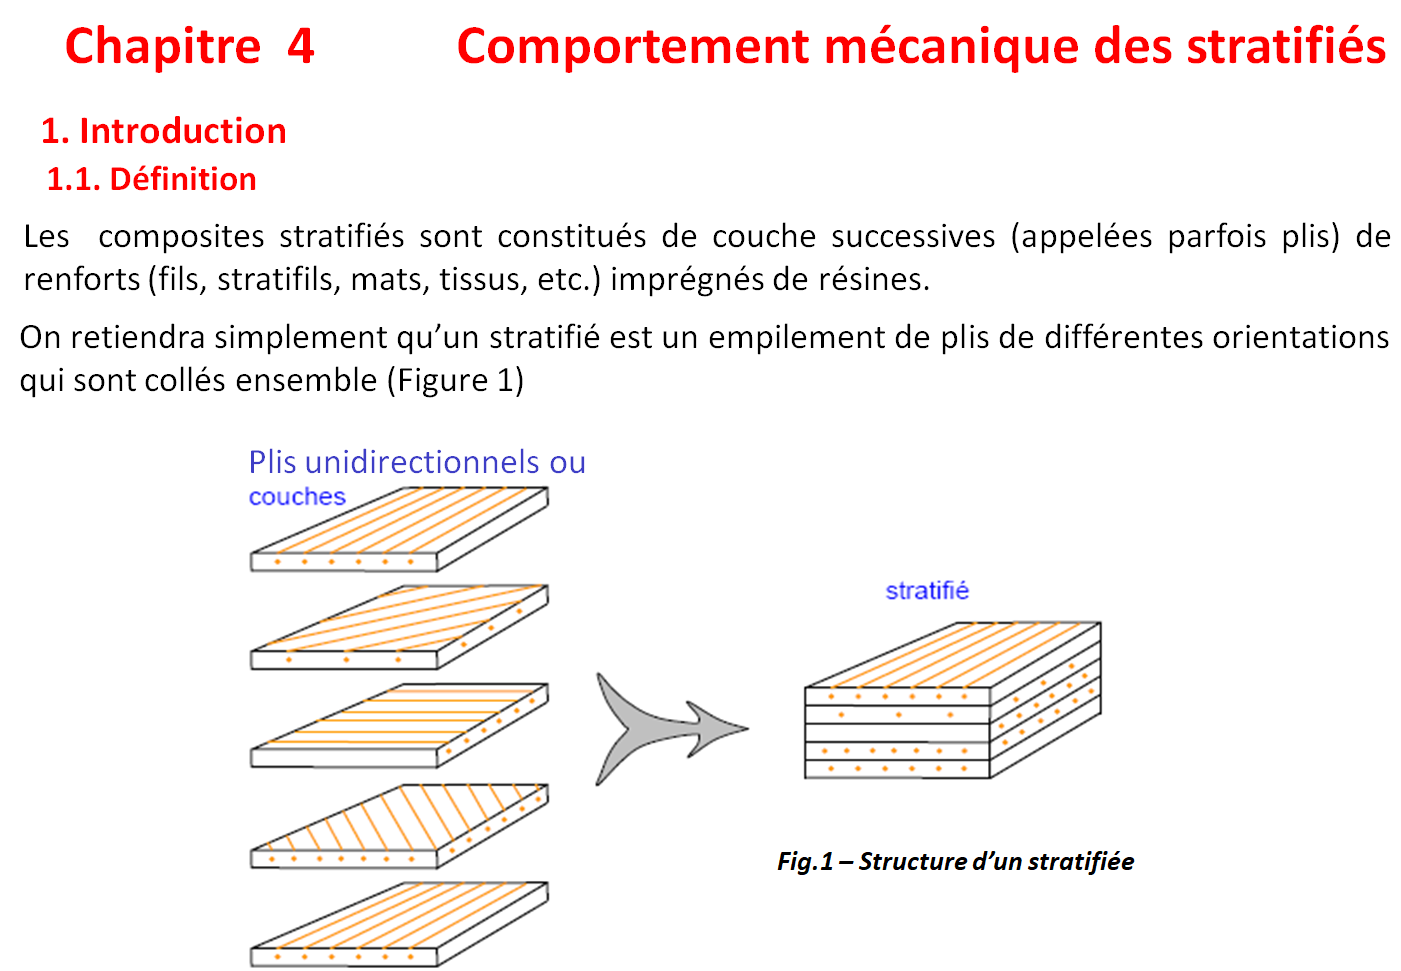 Chapitre 4 Comportement mécanique des stratifiés
1. Introduction
1.1. Définition
Les composites stratifiés sont constitués de couche successives (appelées parfois plis) de
renforts (fils, stratifils, mats, tissus, etc.) imprégnés de résines.
On retiendra simplement qu’un stratifié est un empilement de plis de différentes orientations
qui sont collés ensemble (Figure 1)
Plis unidirectionnels ou
couches
stratifié
Fig.1 – Structure d’un stratifiée